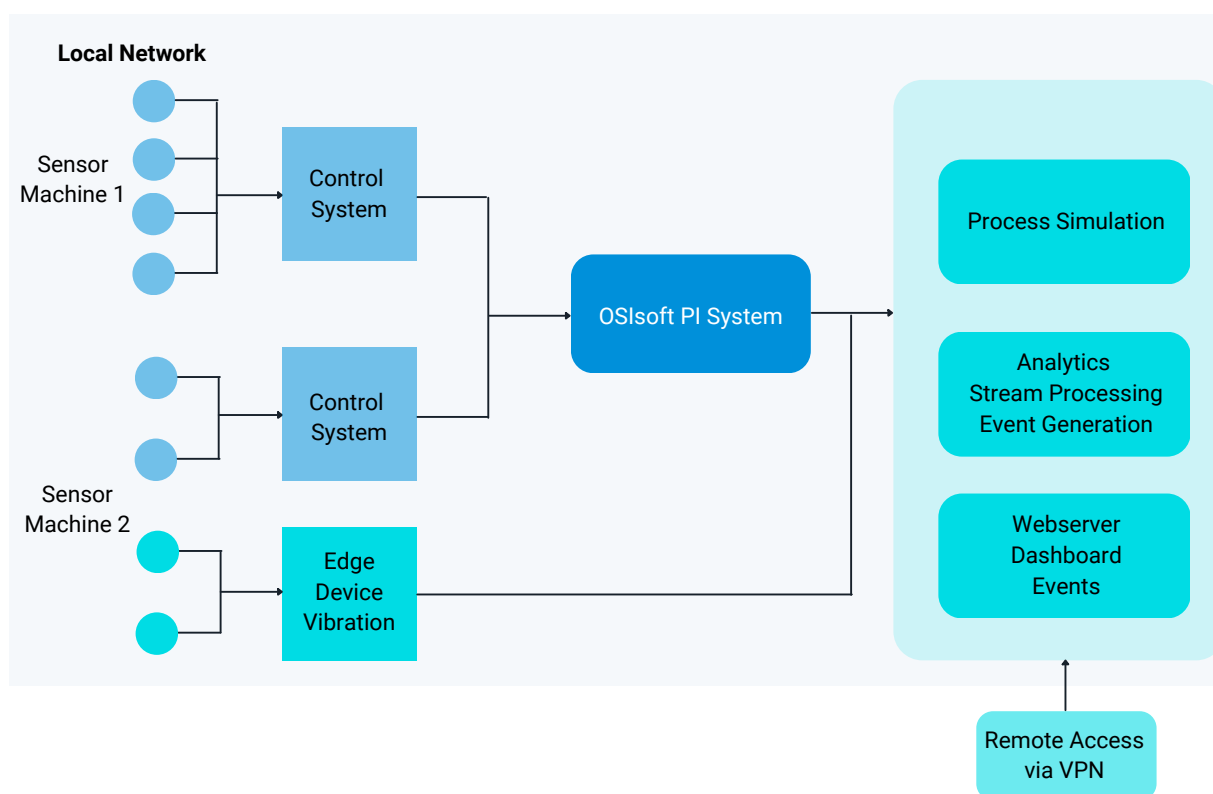 Local Network
Sensor
Machine 1
Control
System
OSIsoft PI System
Process Simulation
Control
System
Analytics
Stream Processing
Event Generation
Sensor
Machine 2
Edge
Device
Vibration
Webserver
Dashboard
Events
Remote Access
via VPN